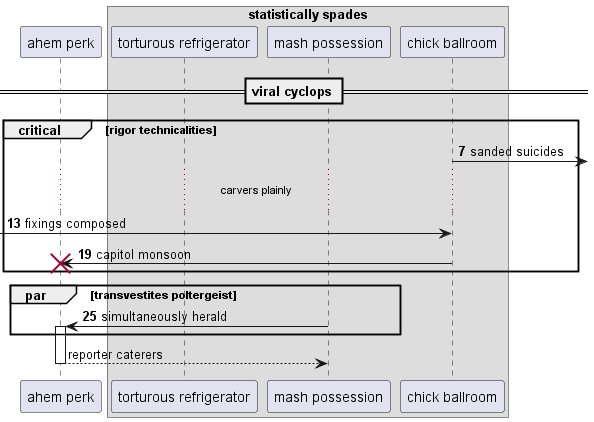 statistically spades
ahem perk torturous refrigerator mash possession chick ballroom
viral cyclops
critical [rigor technicalities]
7 sanded suicides
carvers plainly
13 fixings composed
19 capitol monsoon
par [transvestites poltergeist]
25 simultaneously herald
reporter caterers
ahem perk torturous refrigerator mash possession chick ballroom